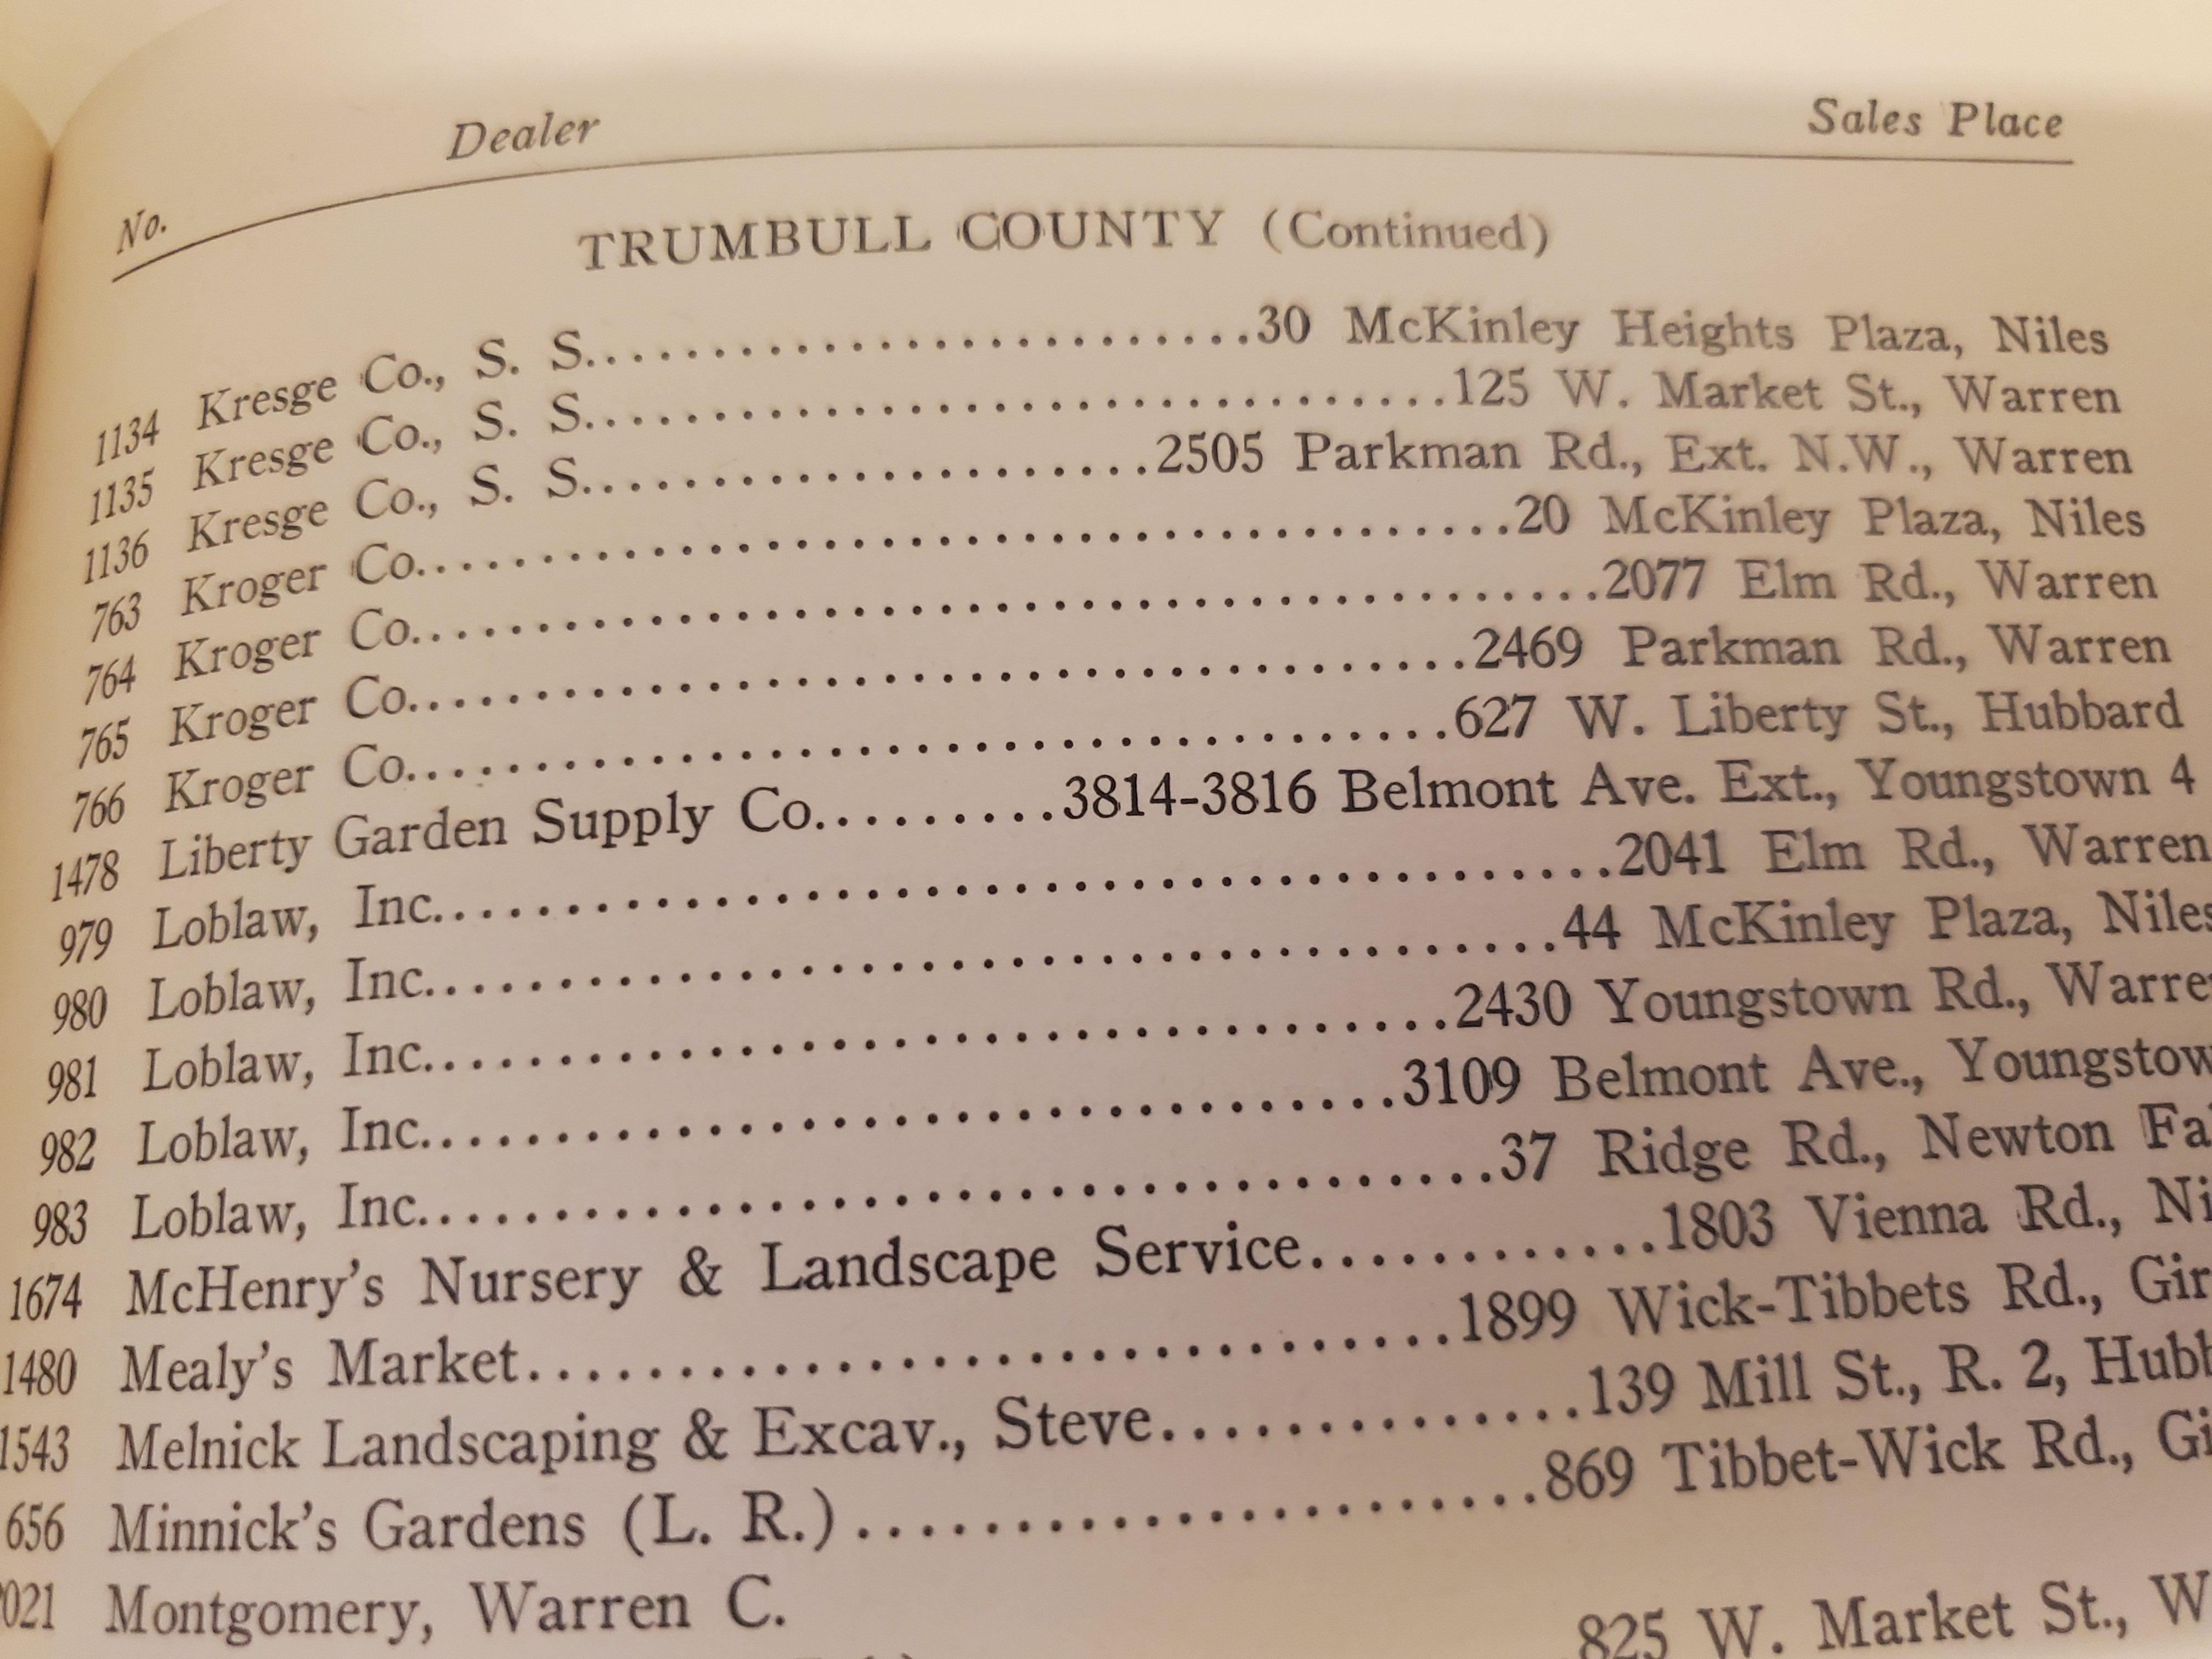 No. Dealer Sales Place
TRUMBULL COUNTY (Continued)
1134 Kresge Co., S. S..........................30 McKinley Heights Plaza, Niles
1135 Kresge Co., S. S..................................125 W. Market St., Warren
1136 Kresge Co., S. S......................2505 Parkman Rd., Ext. N.W., Warren
763 Kroger Co.......................................20 McKinley Plaza, Niles
764 Kroger Co..........................................2077 Elm Rd., Warren
765 Kroger Co.....................................2469 Parkman Rd., Warren
766 Kroger Co.....................................627 W. Liberty St., Hubbard
1478 Liberty Garden Supply Co.........3814-3816 Belmont Ave. Ext., Youngstown 4
979 Loblaw, Inc..........................................2041 Elm Rd., Warren
980 Loblaw, Inc........................................44 McKinley Plaza, Niles
981 Loblaw, Inc....................................2430 Youngstown Rd., Warre
982 Loblaw, Inc...................................3109 Belmont Ave., Youngstow
983 Loblaw, Inc.....................................37 Ridge Rd., Newton Fa
1674 McHenry's Nursery & Landscape Service.............1803 Vienna Rd., Ni
1480 Mealy's Market..................................1899 Wick-Tibbets Rd., Gir
1543 Melnick Landscaping & Excav., Steve................139 Mill St., R. 2, Hubb
656 Minnick's Gardens (L. R.).........................869 Tibbet-Wick Rd., Gi
021 Montgomery, Warren C.
825 W. Market St., W